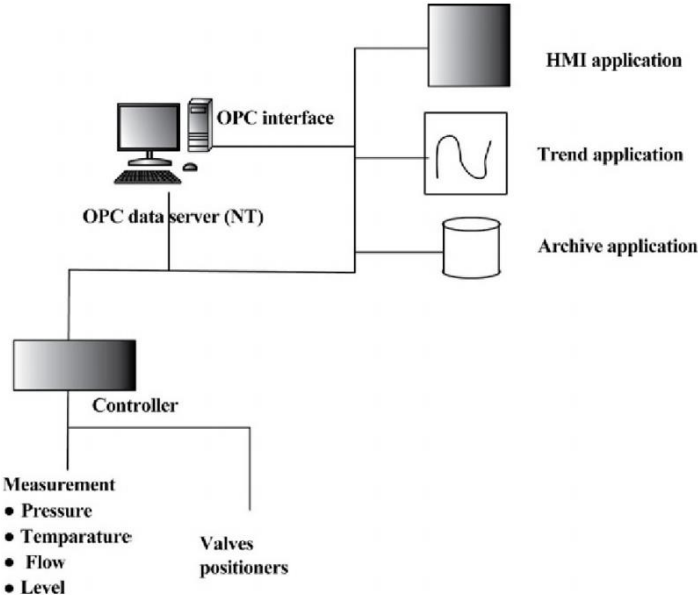 HMI application
OPC interface
Trend application
OPC data server (NT)
Archive application
Controller
Measurement
● Pressure
● Temparature
● Flow
● Level
Valves
positioners